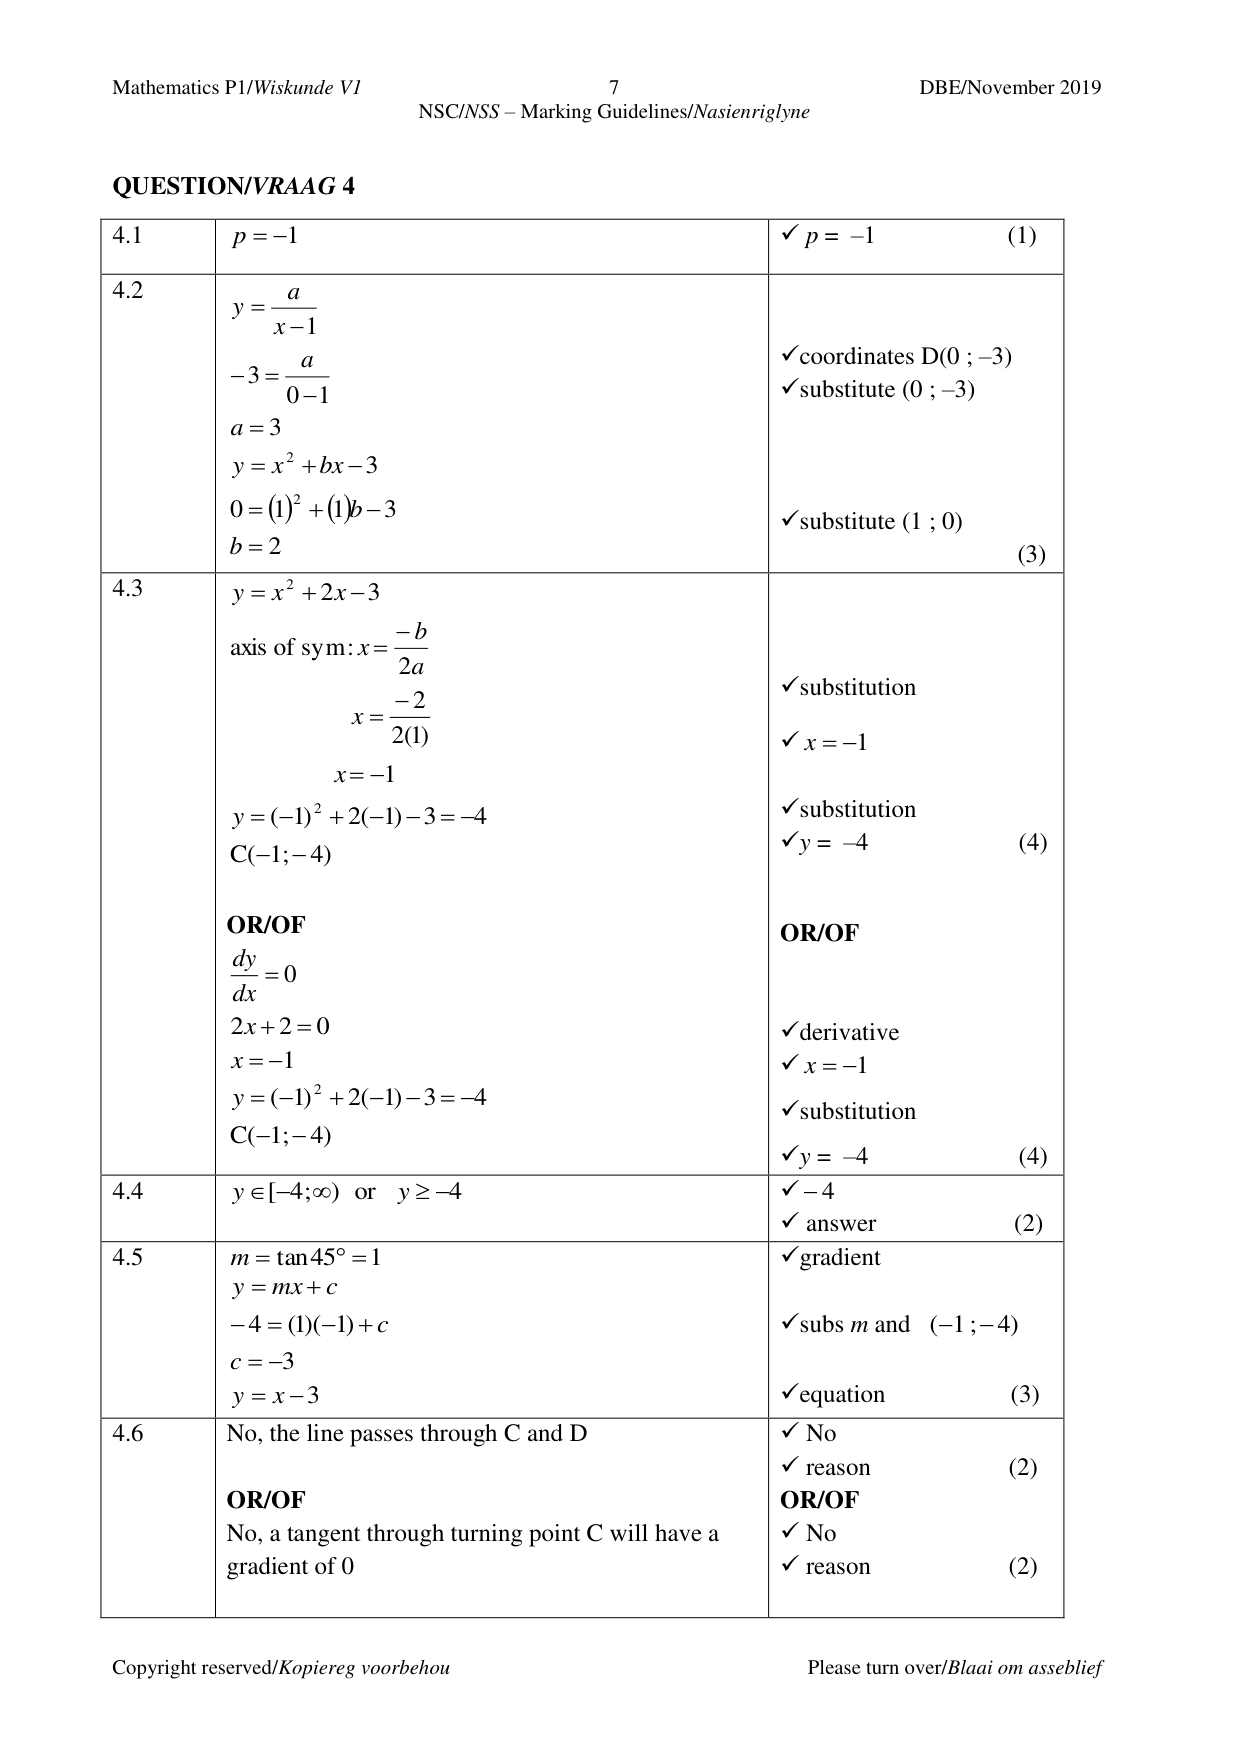 Mathematics P1/Wiskunde V1 7 DBE/November 2019
NSC/NSS – Marking Guidelines/Nasienriglyne
QUESTION/VRAAG 4
4.1 p = −1 ✓ p = –1 (1)
4.2
y = a/(x − 1)
−3 = a/(0 − 1)
a = 3
y = x² + bx − 3
0 = (1)² + (1)b − 3
b = 2
✓coordinates D(0 ; –3)
✓substitute (0 ; –3)
✓substitute (1 ; 0)
(3)
4.3
y = x² + 2x − 3
axis of sym: x = −b/2a
x = −2/2(1)
x = −1
y = (−1)² + 2(−1) − 3 = −4
C(−1; − 4)
✓substitution
✓ x = −1
✓substitution
✓y = –4 (4)
OR/OF
dy/dx = 0
2x + 2 = 0
x = −1
y = (−1)² + 2(−1) − 3 = −4
C(−1; − 4)
OR/OF
✓derivative
✓ x = −1
✓substitution
✓y = –4 (4)
4.4 y ∈ [−4; ∞) or y ≥ −4
✓ − 4
✓ answer (2)
4.5
m = tan 45° = 1
y = mx + c
−4 = (1)(−1) + c
c = −3
y = x − 3
✓gradient
✓subs m and (−1 ; − 4)
✓equation (3)
4.6
No, the line passes through C and D
✓ No
✓ reason (2)
OR/OF
No, a tangent through turning point C will have a
gradient of 0
OR/OF
✓ No
✓ reason (2)
Copyright reserved/Kopiereg voorbehou Please turn over/Blaai om asseblief